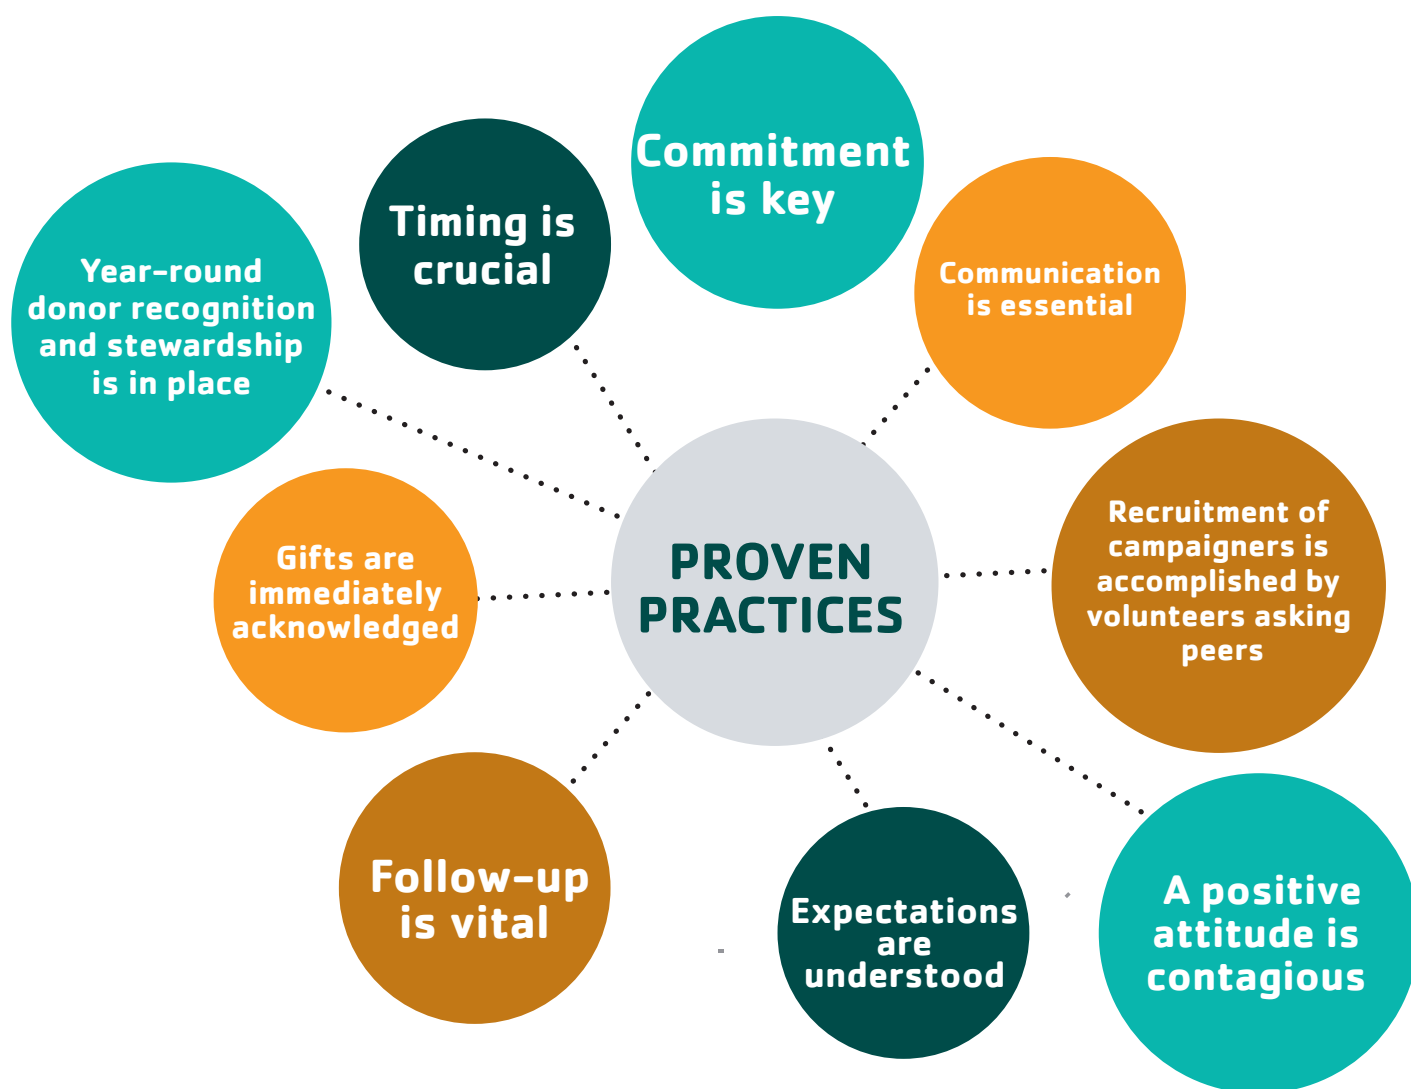 Commitment
is key
Timing is
crucial
Communication
is essential
Year-round
donor recognition
and stewardship
is in place
Recruitment of
campaigners is
accomplished by
volunteers asking
peers
PROVEN
PRACTICES
Gifts are
immediately
acknowledged
Follow-up
is vital
Expectations
are
understood
A positive
attitude is
contagious